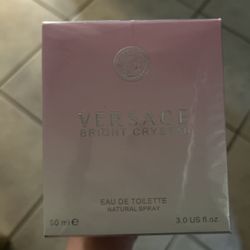 VERSACE
BRIGHT CRYSTAL
EAU DE TOILETTE
NATURAL SPRAY
90 ml e 3.0 US fl.oz